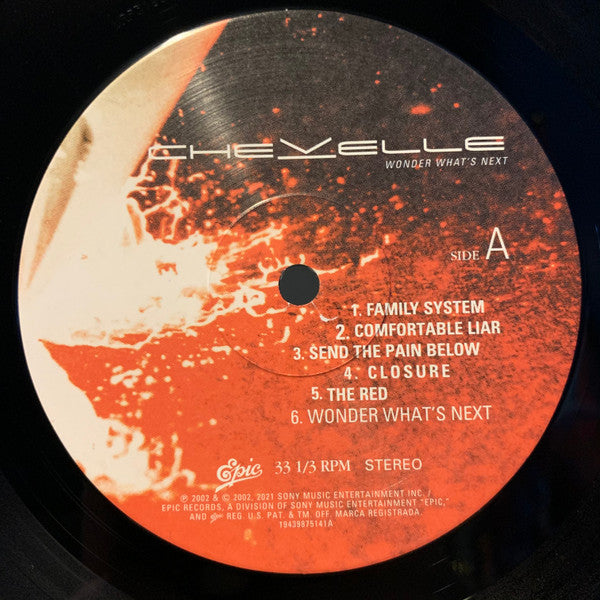 CHEVELLE
WONDER WHAT'S NEXT
SIDE A
1. FAMILY SYSTEM
2. COMFORTABLE LIAR
3. SEND THE PAIN BELOW
4. CLOSURE
5. THE RED
6. WONDER WHAT'S NEXT
Epic 33 1/3 RPM STEREO
℗ 2002 & © 2002, 2021 SONY MUSIC ENTERTAINMENT INC. /
EPIC RECORDS, A DIVISION OF SONY MUSIC ENTERTAINMENT "EPIC,"
AND Epic REG. U.S. PAT. & TM. OFF. MARCA REGISTRADA
19439875141A